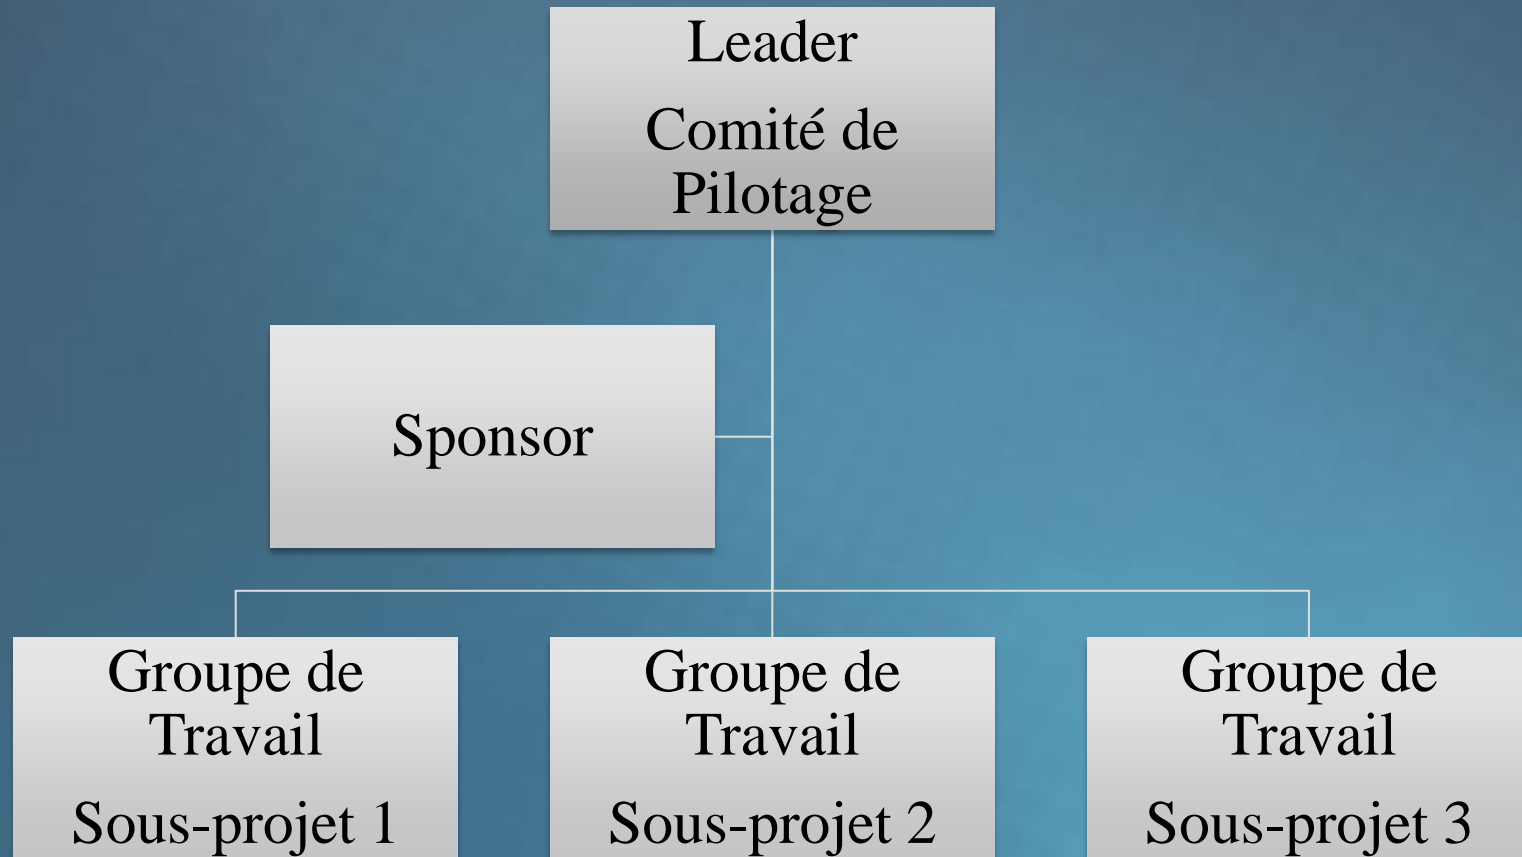 Leader
Comité de
Pilotage
Sponsor
Groupe de
Travail
Sous-projet 1
Groupe de
Travail
Sous-projet 2
Groupe de
Travail
Sous-projet 3